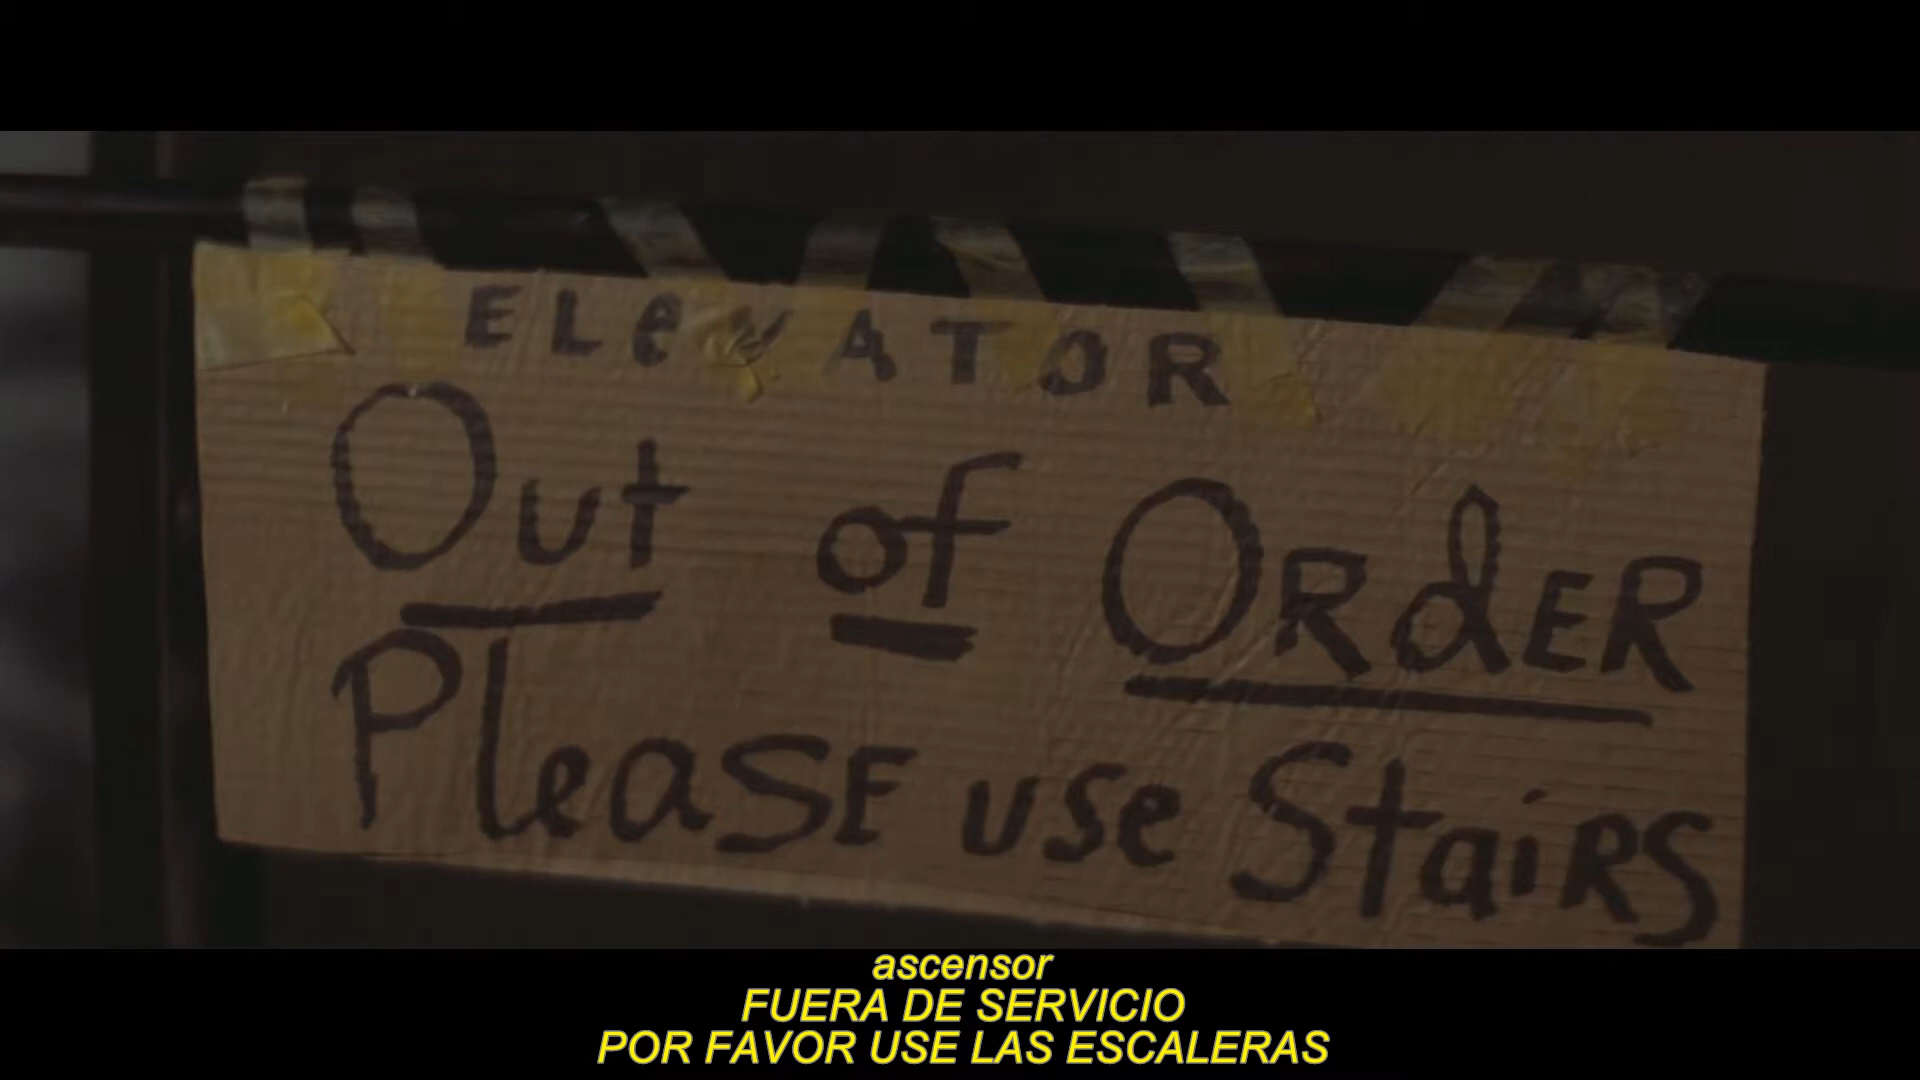 ELeVATOR
Out of ORdER
PleaSE use StaiRS
ascensor
FUERA DE SERVICIO
POR FAVOR USE LAS ESCALERAS